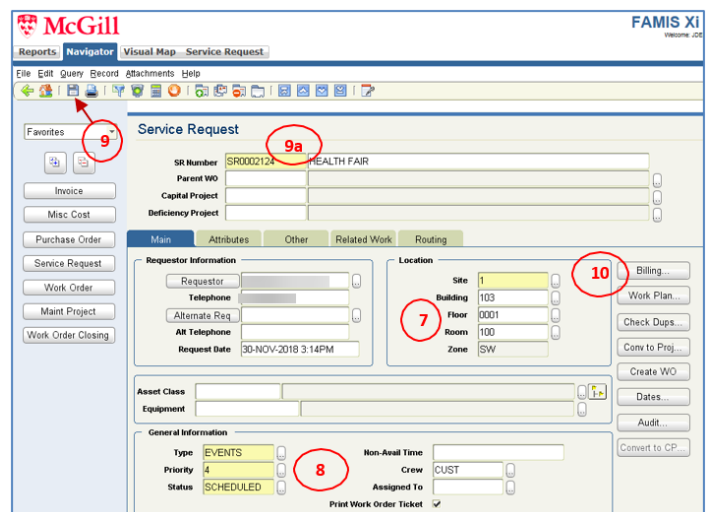 McGill
FAMIS Xi
Welcome: JOE
Reports Navigator Visual Map Service Request
File Edit Query Record Attachments Help
Favorites
9
Service Request
9a
SR Number SR0002124 HEALTH FAIR
Parent WO
Capital Project
Deficiency Project
Invoice
Misc Cost
Purchase Order
Service Request
Work Order
Maint Project
Work Order Closing
Main Attributes Other Related Work Routing
Requestor Information
Requestor
Telephone
Alternate Req
Alt Telephone
Request Date 30-NOV-2018 3:14PM
Location
Site 1
Building 103
7 Floor 0001
Room 100
Zone SW
10
Billing...
Work Plan...
Check Dups...
Conv to Proj...
Create WO
Dates...
Audit...
Convert to CP...
Asset Class
Equipment
General Information
Type EVENTS
Priority 4
Status SCHEDULED
8
Non-Avail Time
Crew CUST
Assigned To
Print Work Order Ticket